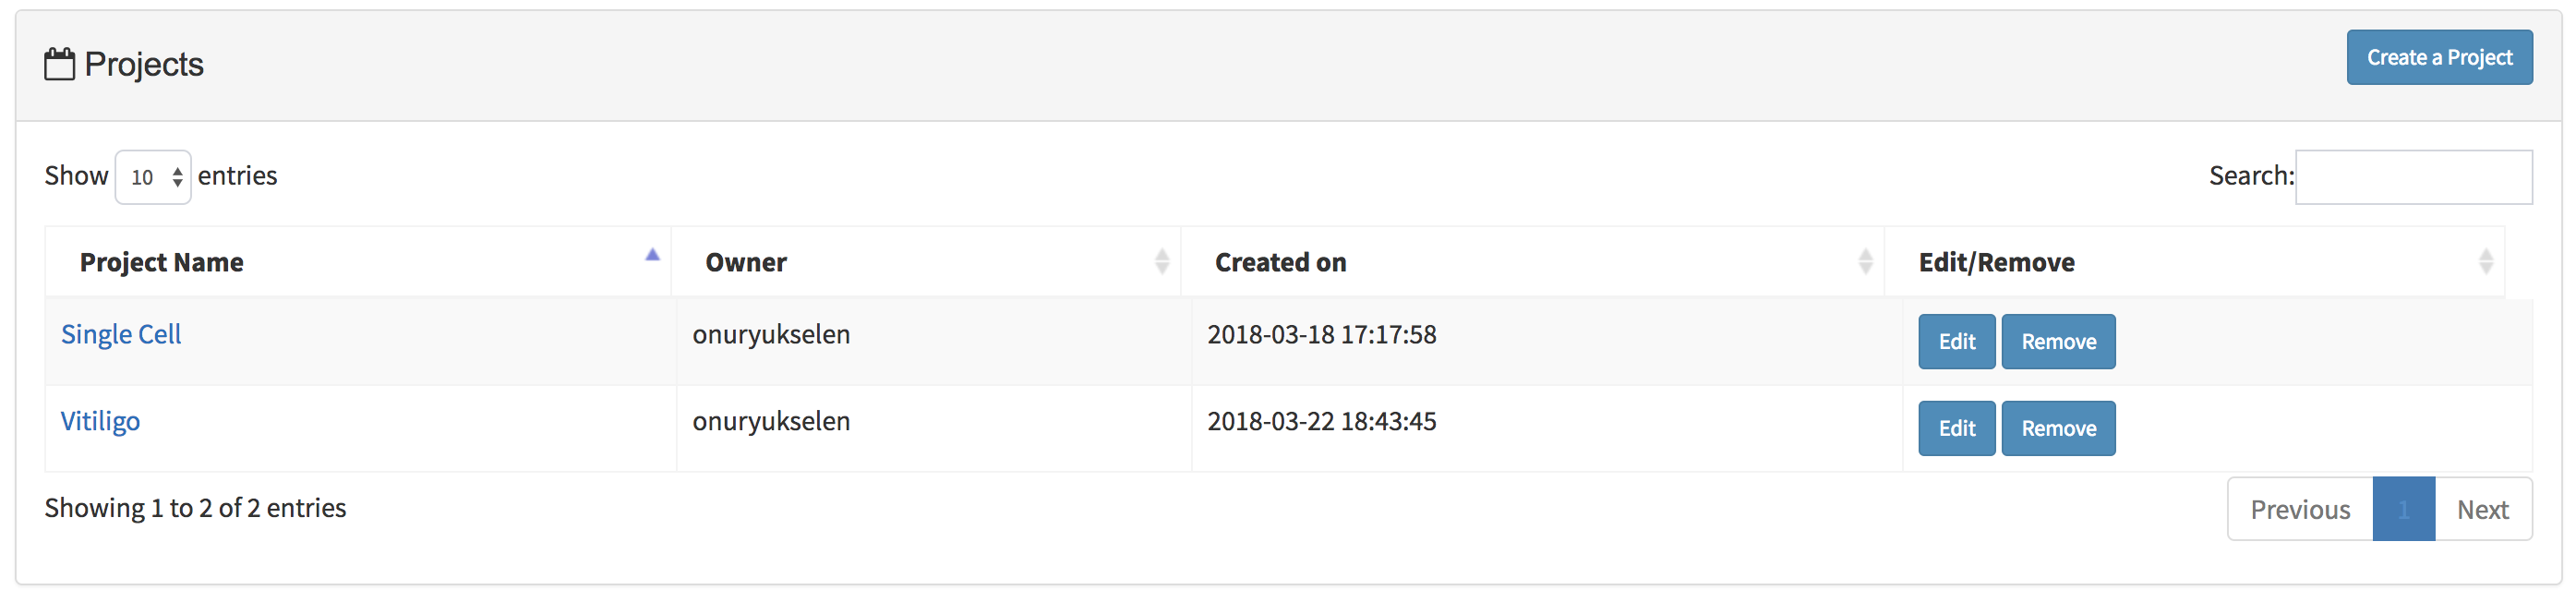 Projects
Create a Project
Show 10 entries
Search:
Project Name Owner Created on Edit/Remove
Single Cell onuryukselen 2018-03-18 17:17:58 Edit Remove
Vitiligo onuryukselen 2018-03-22 18:43:45 Edit Remove
Showing 1 to 2 of 2 entries
Previous 1 Next